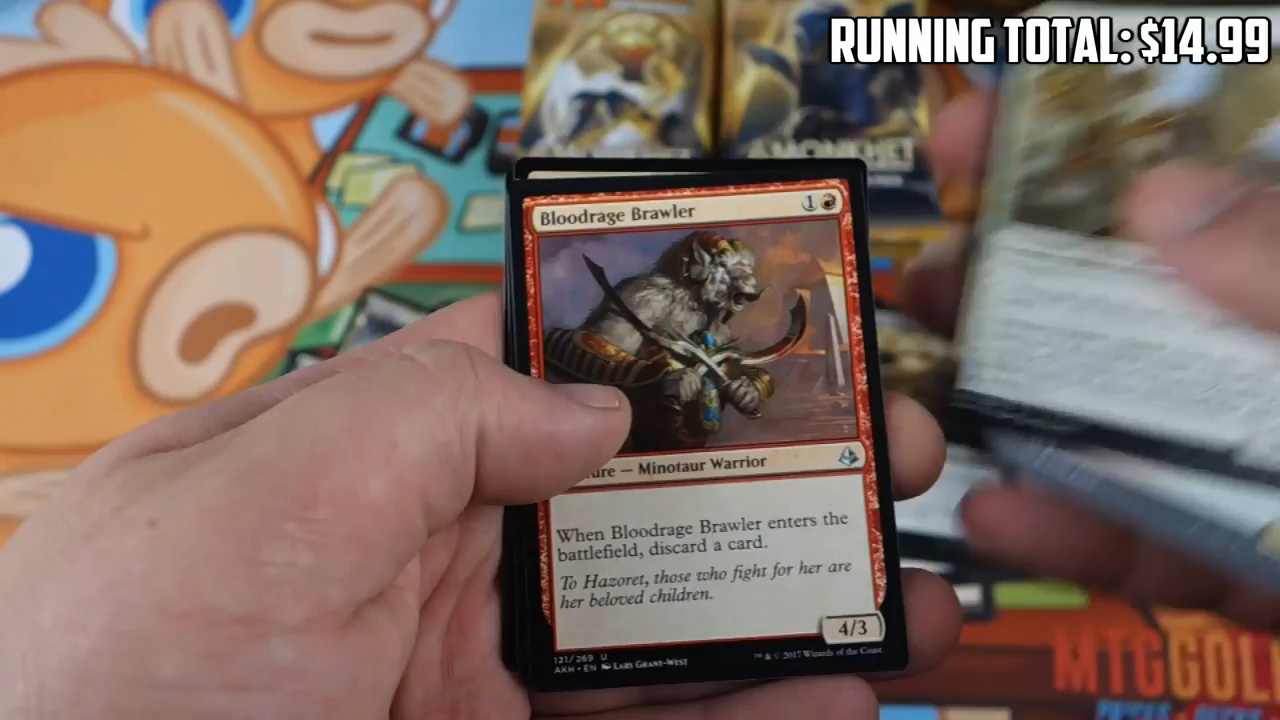 RUNNING TOTAL: $14.99
AMONKHET
Bloodrage Brawler 1
Minotaur Warrior
When Bloodrage Brawler enters the
battlefield, discard a card.
To Hazoret, those who fight for her are
her beloved children.
4/3
121/269 U
AKH • EN Lars Grant-West
™ & © 2017 Wizards of the Coast
MTGGOL